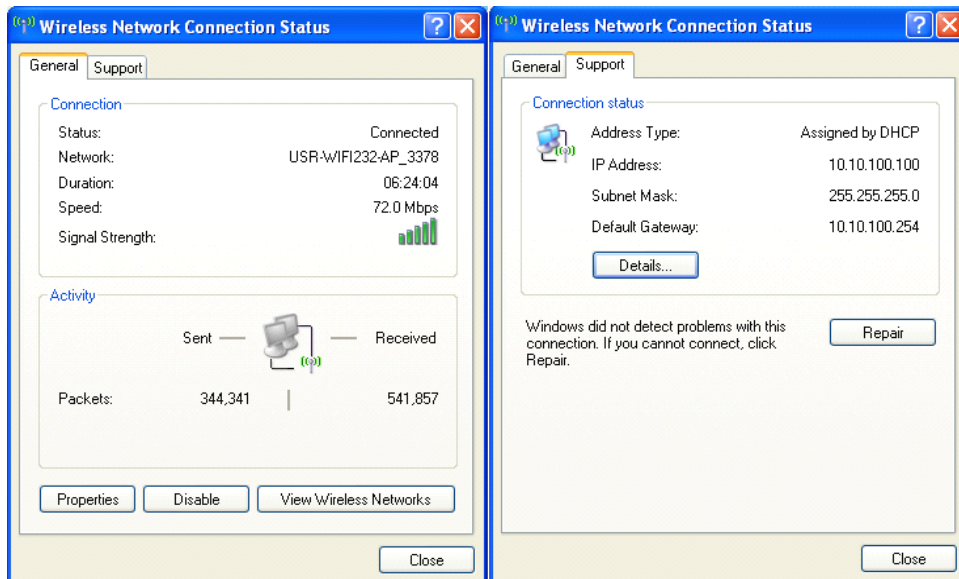 Wireless Network Connection Status
General Support
Connection
Status: Connected
Network: USR-WIFI232-AP_3378
Duration: 06:24:04
Speed: 72.0 Mbps
Signal Strength:
Activity
Sent Received
Packets: 344,341 541,857
Properties Disable View Wireless Networks
Close
Wireless Network Connection Status
General Support
Connection status
Address Type: Assigned by DHCP
IP Address: 10.10.100.100
Subnet Mask: 255.255.255.0
Default Gateway: 10.10.100.254
Details...
Windows did not detect problems with this
connection. If you cannot connect, click
Repair.
Repair
Close